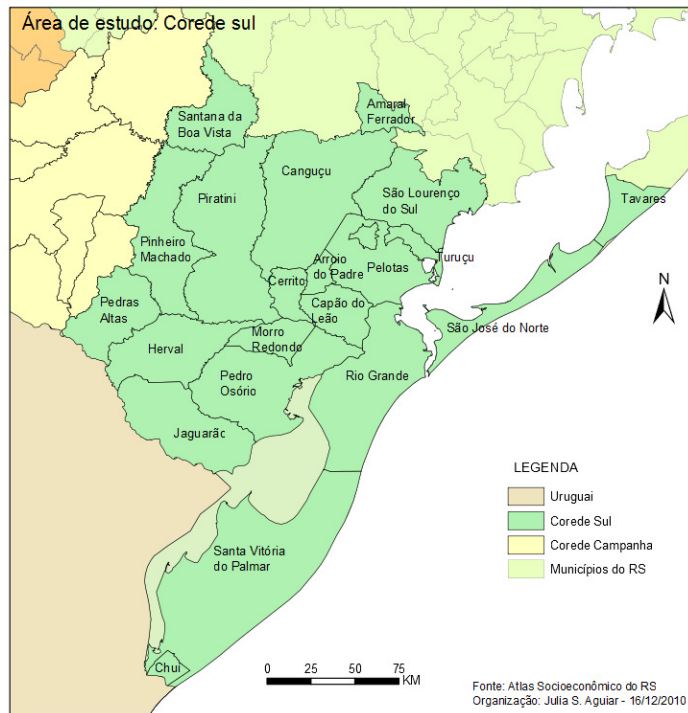 Área de estudo: Corede sul
Santana da
Boa Vista
Amaral
Ferrador
Canguçu
São Lourenço
do Sul
Tavares
Piratini
Pinheiro
Machado
Arroio
do Padre
Pelotas
Turuçu
Cerrito
Pedras
Altas
Capão do
Leão
São José do Norte
N
Morro
Redondo
Herval
Pedro
Osório
Rio Grande
Jaguarão
LEGENDA
Uruguai
Corede Sul
Corede Campanha
Municípios do RS
Santa Vitória
do Palmar
Chuí
0 25 50 75
KM
Fonte: Atlas Socioeconômico do RS
Organização: Julia S. Aguiar - 16/12/2010